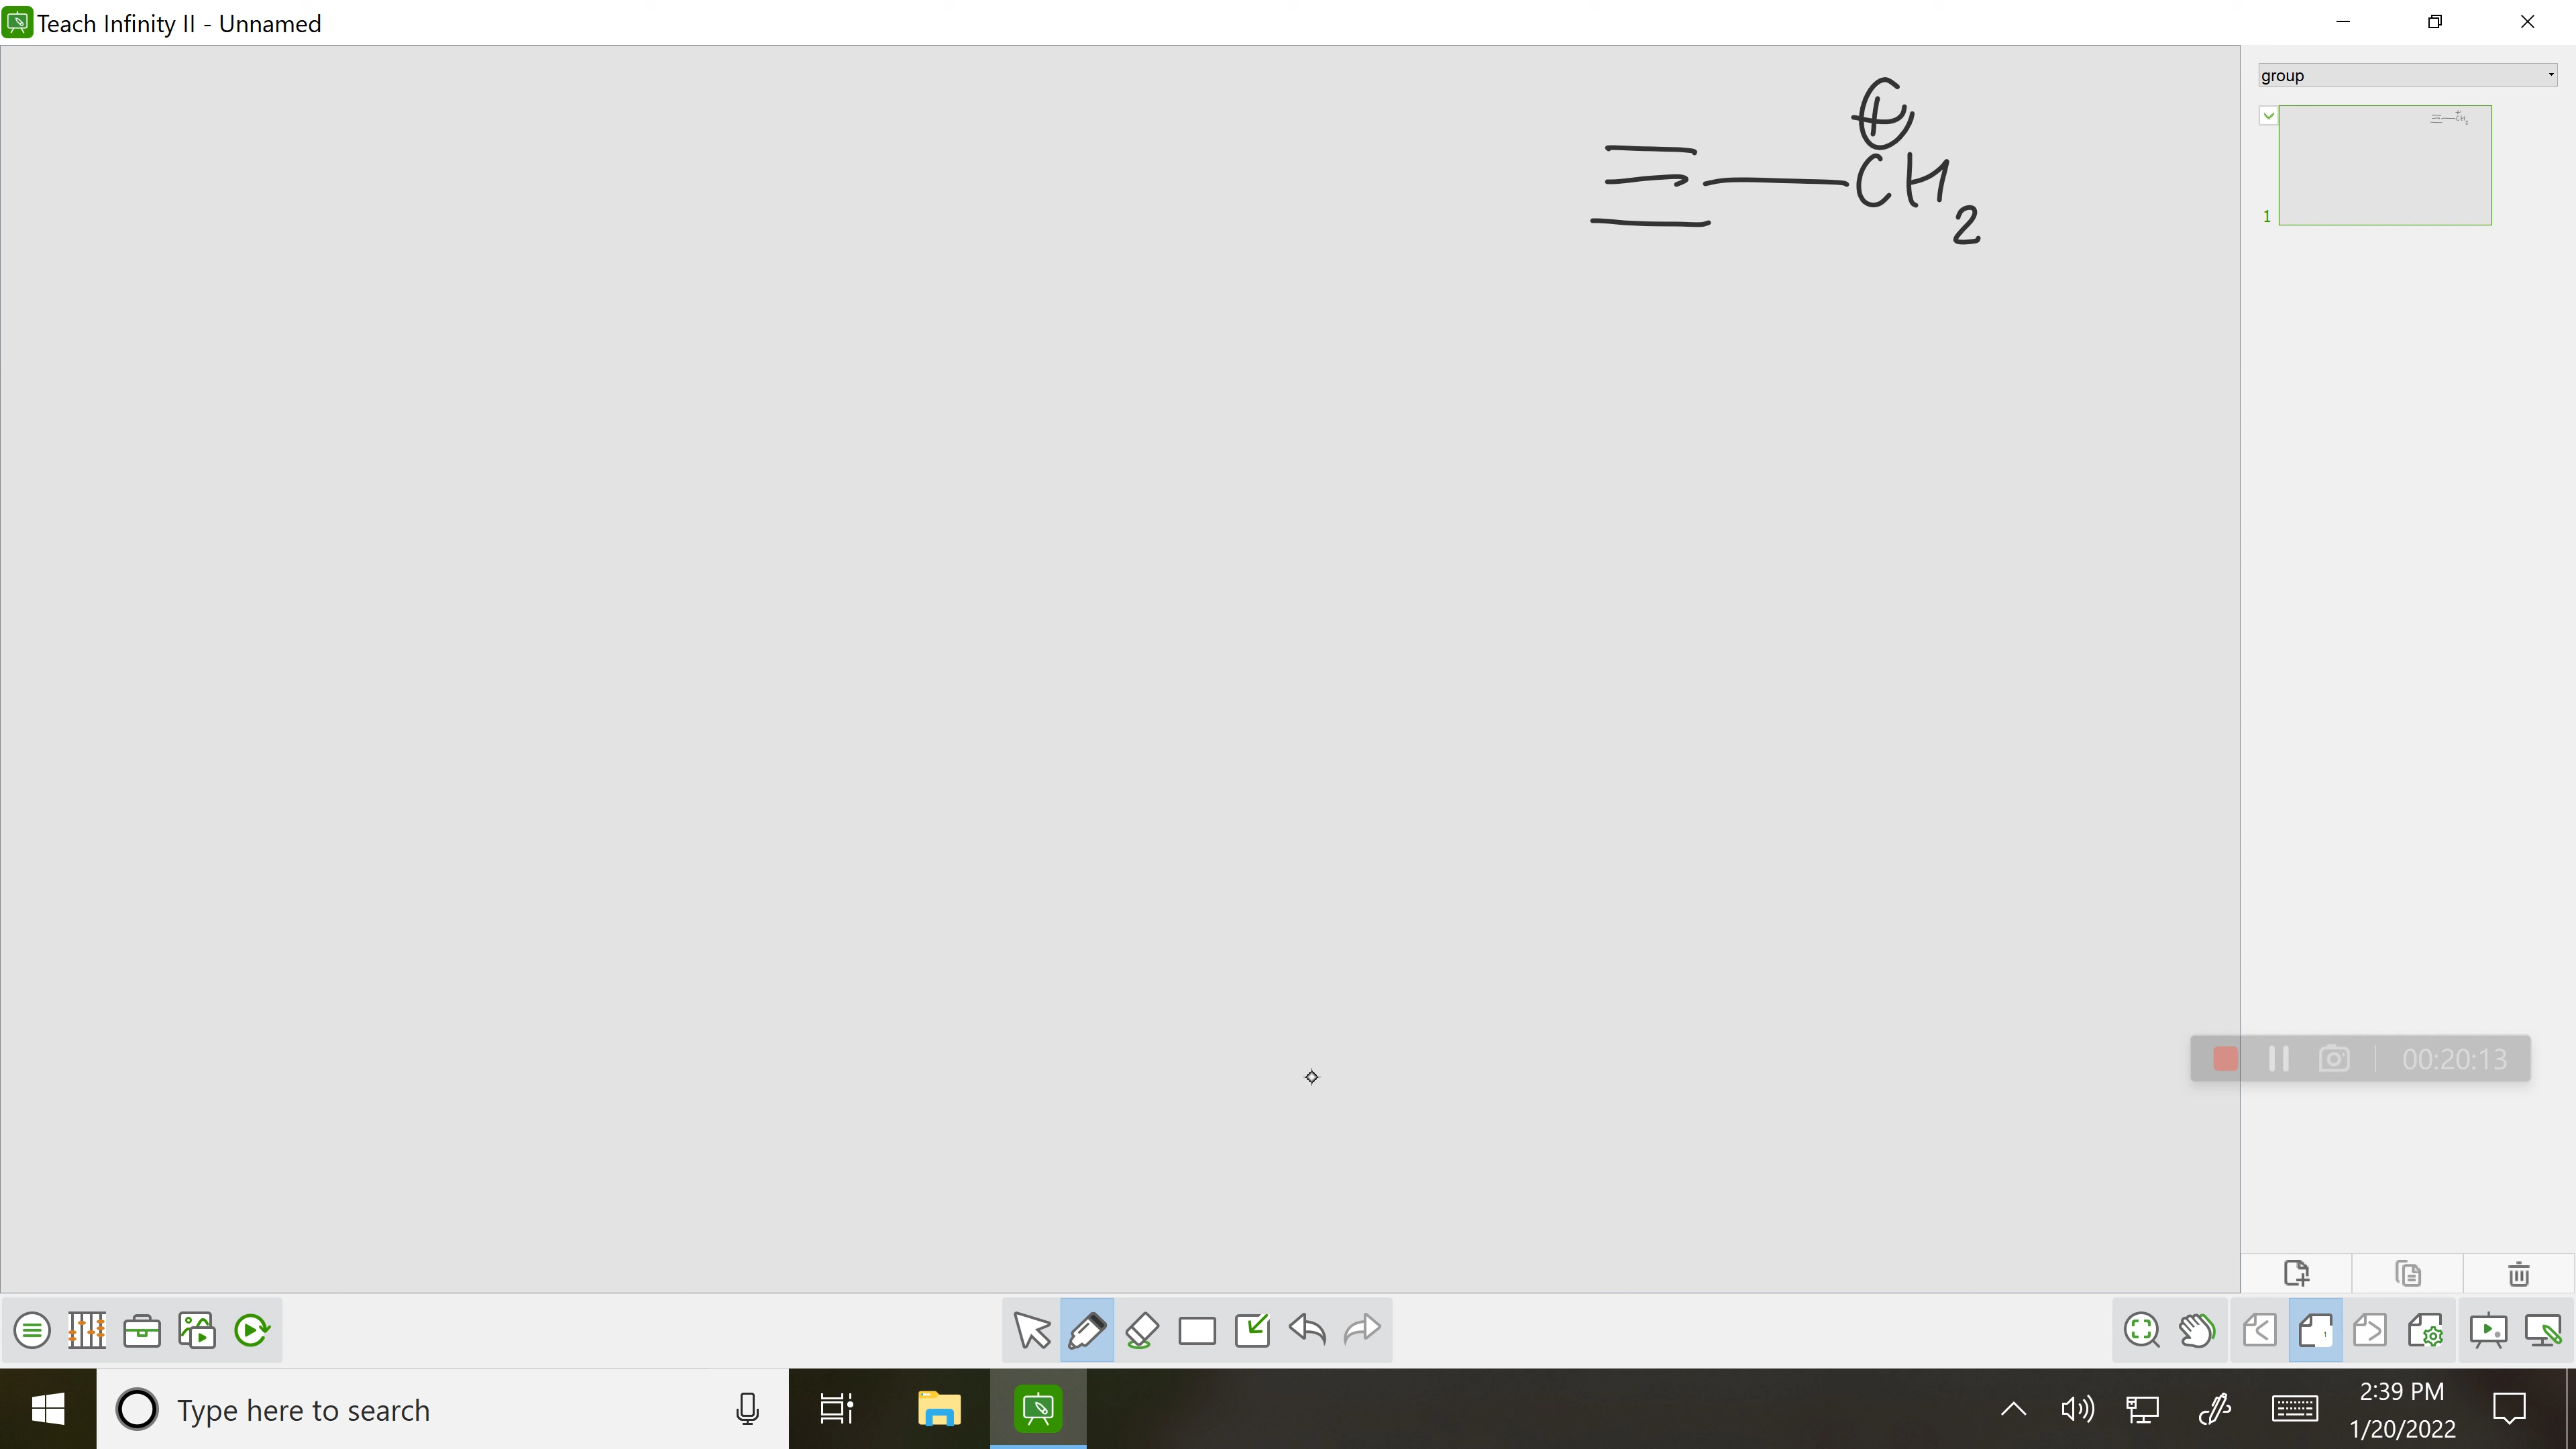 Teach Infinity II - Unnamed
group
⊕
≡—CH₂
1
00:20:13
1
Type here to search
2:39 PM
1/20/2022